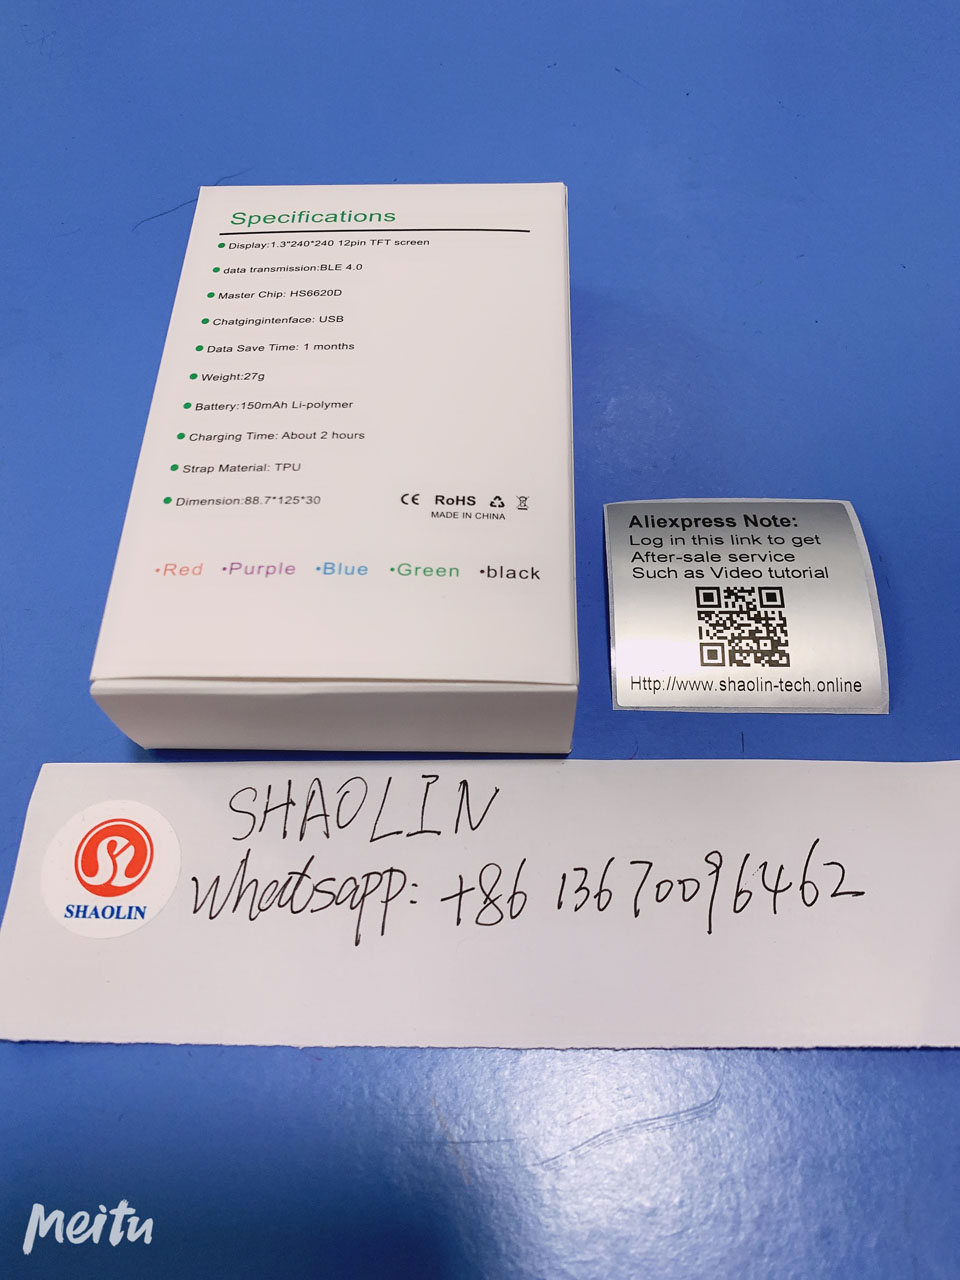 Specifications
Display:1.3"240*240 12pin TFT screen
data transmission:BLE 4.0
Master Chip: HS6620D
Chatgingintenface: USB
Data Save Time: 1 months
Weight:27g
Battery:150mAh Li-polymer
Charging Time: About 2 hours
Strap Material: TPU
Dimension:88.7*125*30
CE RoHS
MADE IN CHINA
•Red •Purple •Blue •Green •black
Aliexpress Note:
Log in this link to get
After-sale service
Such as Video tutorial
Http://www.shaolin-tech.online
SHAOLIN
whatsapp: +86 13670096462
SHAOLIN
Meitu